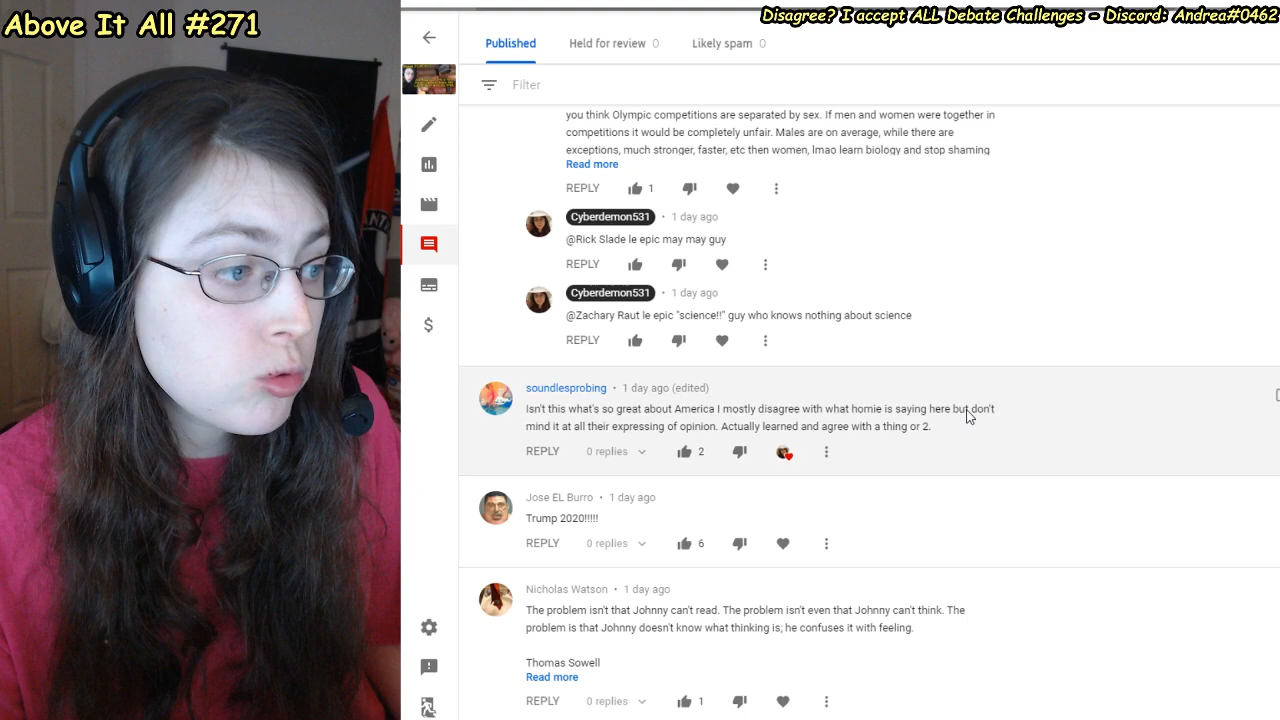 Above It All #271
Disagree? I accept ALL Debate Challenges - Discord: Andrea#0462
Published Held for review 0 Likely spam 0
Filter
you think Olympic competitions are separated by sex. If men and women were together in
competitions it would be completely unfair. Males are on average, while there are
exceptions, much stronger, faster, etc then women, lmao learn biology and stop shaming
Read more
REPLY 1
Cyberdemon531 • 1 day ago
@Rick Slade le epic may may guy
REPLY
Cyberdemon531 • 1 day ago
@Zachary Raut le epic "science!!" guy who knows nothing about science
REPLY
soundlesprobing • 1 day ago (edited)
Isn't this what's so great about America I mostly disagree with what homie is saying here but don't
mind it at all their expressing of opinion. Actually learned and agree with a thing or 2.
REPLY 0 replies 2
Jose EL Burro • 1 day ago
Trump 2020!!!!!
REPLY 0 replies 6
Nicholas Watson • 1 day ago
The problem isn't that Johnny can't read. The problem isn't even that Johnny can't think. The
problem is that Johnny doesn't know what thinking is; he confuses it with feeling.
Thomas Sowell
Read more
REPLY 0 replies 1